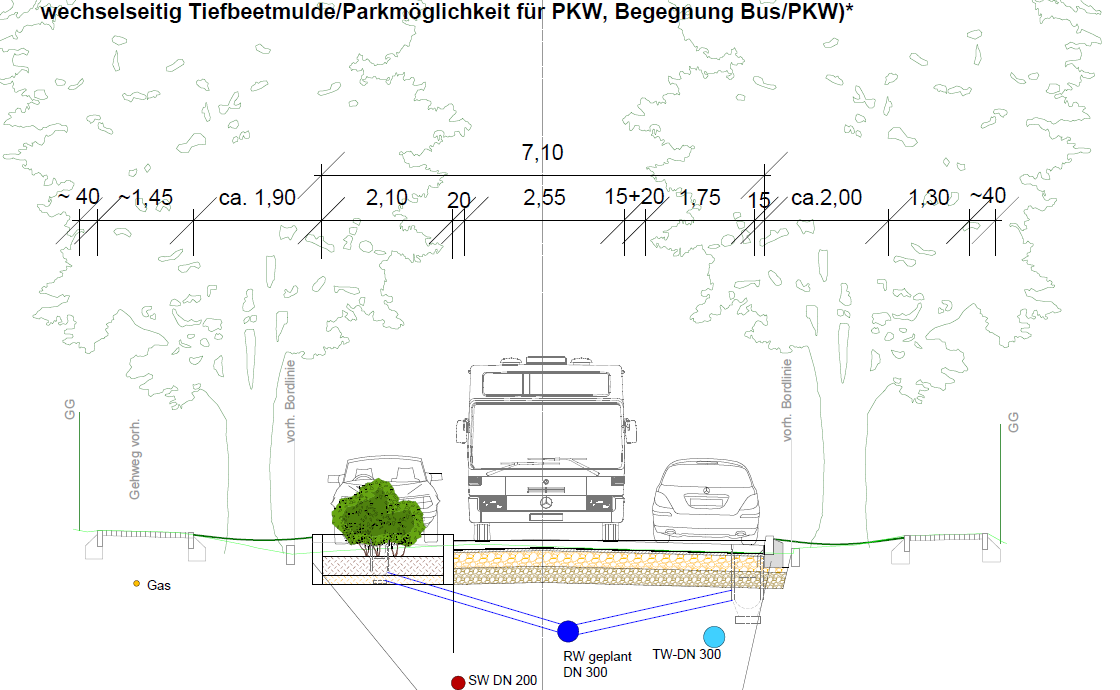 wechselseitig Tiefbeetmulde/Parkmöglichkeit für PKW, Begegnung Bus/PKW)*
7,10
~ 40 ~1,45 ca. 1,90 2,10 20 2,55 15+20 1,75 15 ca.2,00 1,30 ~40
GG
Gehweg vorh.
vorh. Bordlinie
vorh. Bordlinie
GG
Gas
RW geplant
DN 300
TW-DN 300
SW DN 200